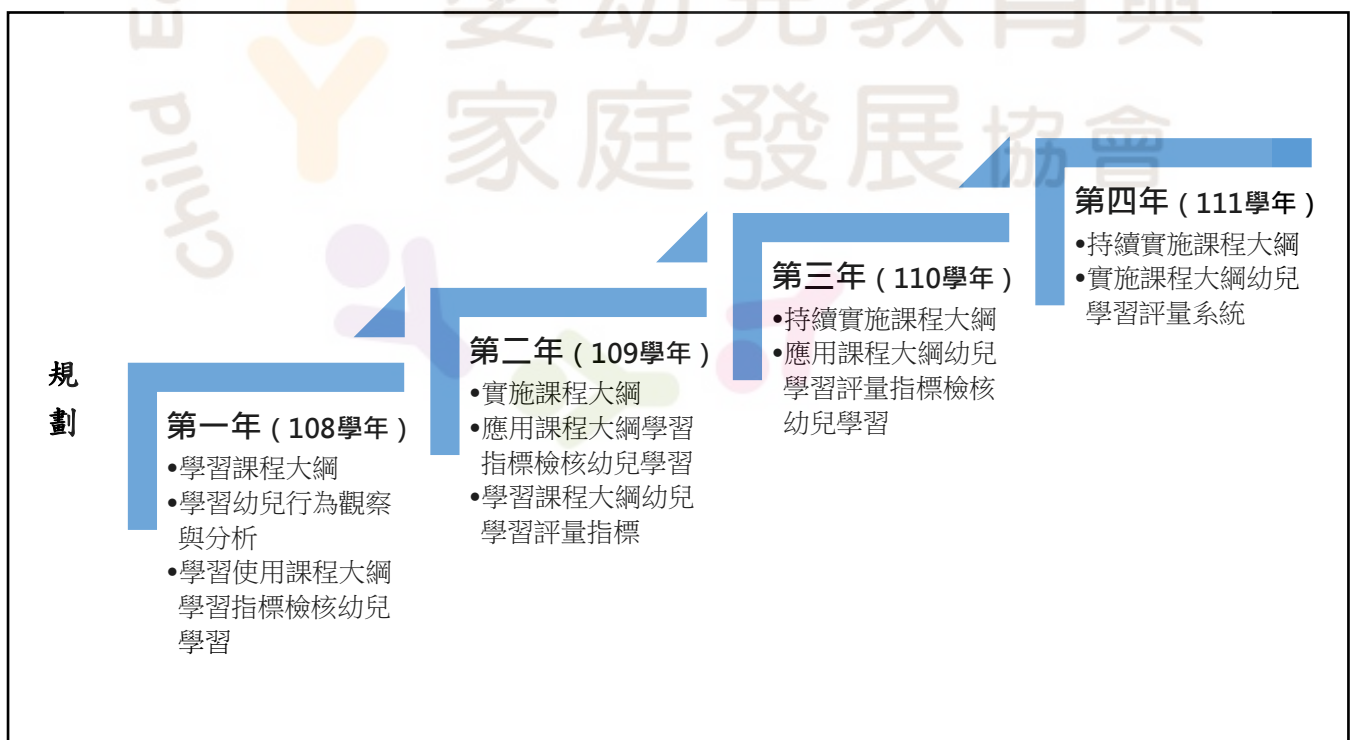 嬰幼兒教育與
家庭發展協會
Child E
規
劃
第一年（108學年）
•學習課程大綱
•學習幼兒行為觀察
與分析
•學習使用課程大綱
學習指標檢核幼兒
學習
第二年（109學年）
•實施課程大綱
•應用課程大綱學習
指標檢核幼兒學習
•學習課程大綱幼兒
學習評量指標
第三年（110學年）
•持續實施課程大綱
•應用課程大綱幼兒
學習評量指標檢核
幼兒學習
第四年（111學年）
•持續實施課程大綱
•實施課程大綱幼兒
學習評量系統